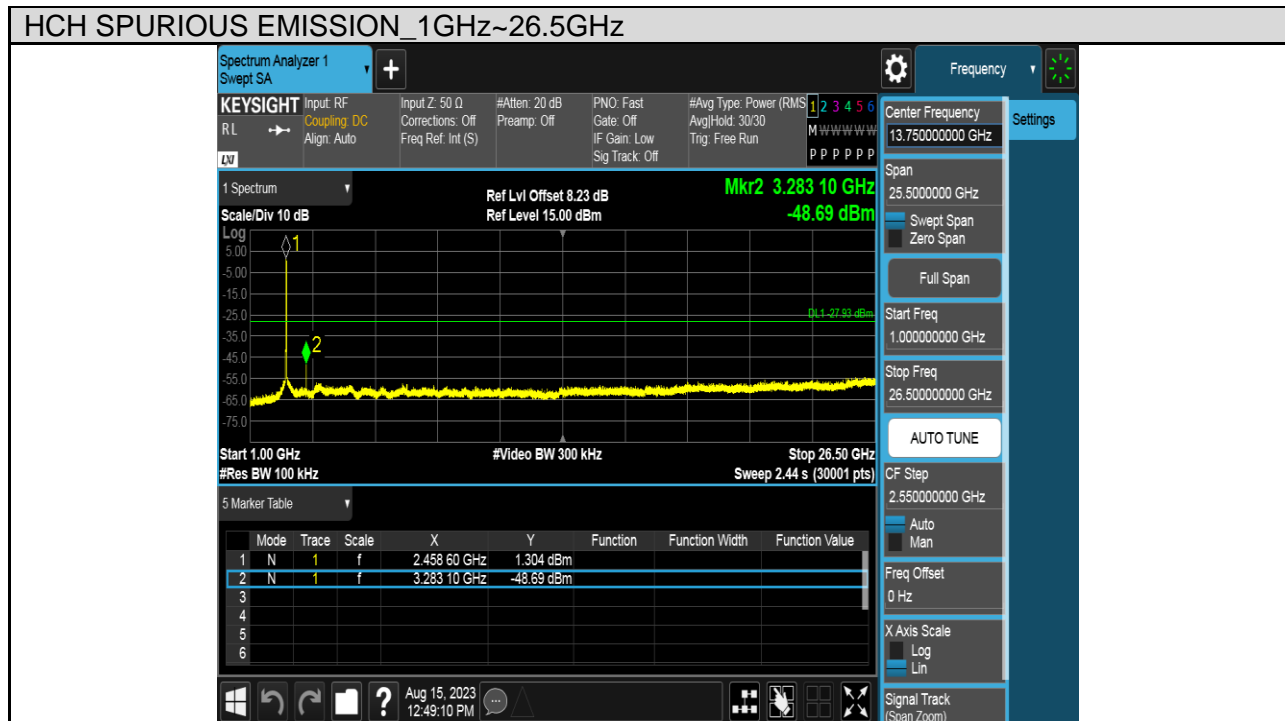 HCH SPURIOUS EMISSION_1GHz~26.5GHz
Spectrum Analyzer 1
Swept SA
+
Frequency
KEYSIGHT
RL
LXI
Input: RF
Coupling: DC
Align: Auto
Input Z: 50 Ω
Corrections: Off
Freq Ref: Int (S)
#Atten: 20 dB
Preamp: Off
PNO: Fast
Gate: Off
IF Gain: Low
Sig Track: Off
#Avg Type: Power (RMS
Avg|Hold: 30/30
Trig: Free Run
1 2 3 4 5 6
M W W W W W
P P P P P P
1 Spectrum
Scale/Div 10 dB
Ref Lvl Offset 8.23 dB
Ref Level 15.00 dBm
Mkr2 3.283 10 GHz
-48.69 dBm
Log
5.00
-5.00
-15.0
-25.0
-35.0
-45.0
-55.0
-65.0
-75.0
1
2
DL1 -27.93 dBm
Start 1.00 GHz
#Res BW 100 kHz
#Video BW 300 kHz
Stop 26.50 GHz
Sweep 2.44 s (30001 pts)
5 Marker Table
Mode Trace Scale X Y Function Function Width Function Value
1 N 1 f 2.458 60 GHz 1.304 dBm
2 N 1 f 3.283 10 GHz -48.69 dBm
3
4
5
6
Aug 15, 2023
12:49:10 PM
?
Center Frequency
13.750000000 GHz
Settings
Span
25.5000000 GHz
Swept Span
Zero Span
Full Span
Start Freq
1.000000000 GHz
Stop Freq
26.500000000 GHz
AUTO TUNE
CF Step
2.550000000 GHz
Auto
Man
Freq Offset
0 Hz
X Axis Scale
Log
Lin
Signal Track
(Span Zoom)